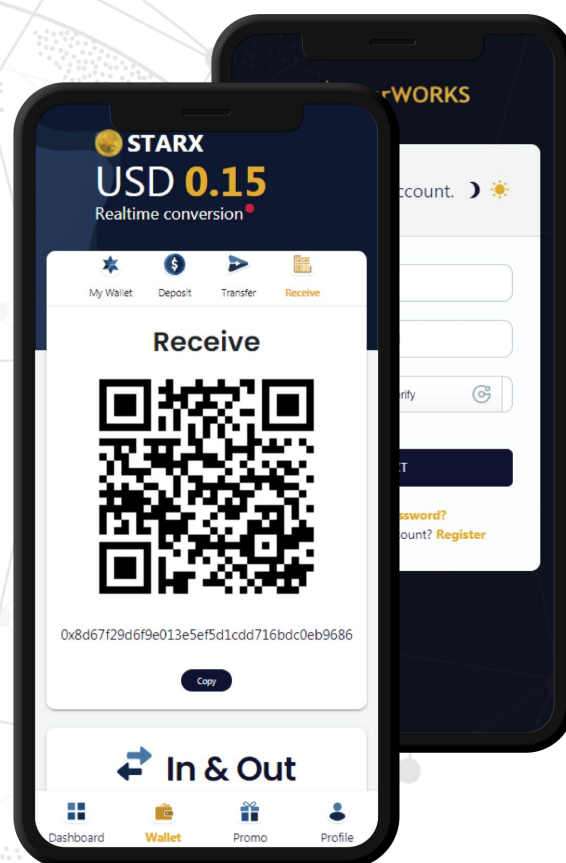 STARX
USD 0.15
Realtime conversion
My Wallet Deposit Transfer Receive
Receive
0x8d67f29d6f9e013e5ef5d1cdd716bdc0eb9686
Copy
In & Out
Dashboard Wallet Promo Profile
rWORKS
ccount.
rify
ssword?
ount? Register